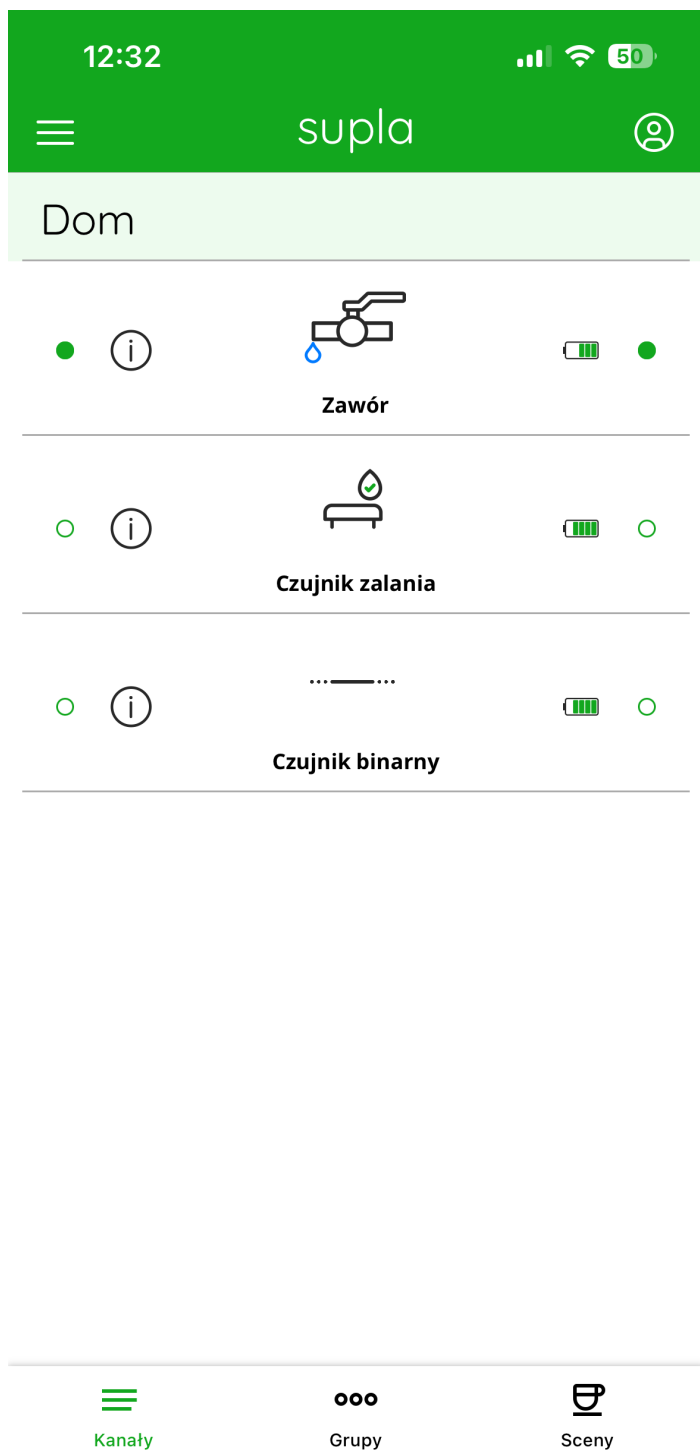 12:32
50
supla
Dom
Zawór
Czujnik zalania
Czujnik binarny
Kanały
Grupy
Sceny